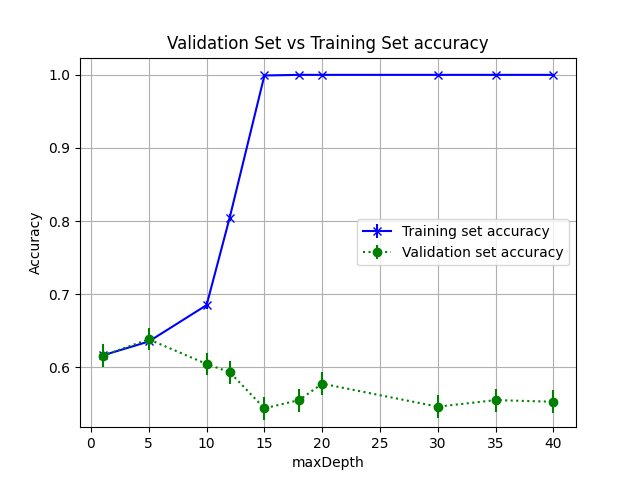 Validation Set vs Training Set accuracy
1.0
0.9
0.8
0.7
0.6
Accuracy
Training set accuracy
Validation set accuracy
0 5 10 15 20 25 30 35 40
maxDepth